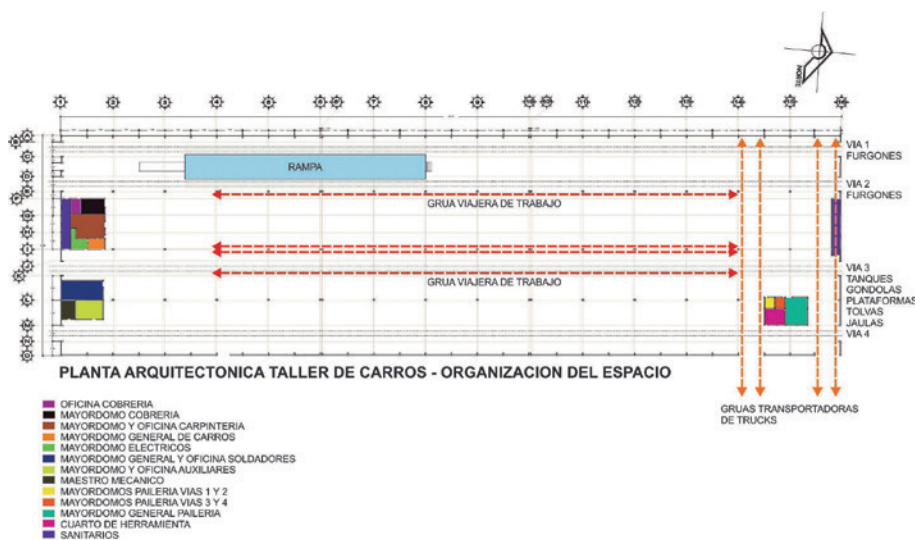 NORTE
VIA 1
FURGONES
RAMPA
VIA 2
FURGONES
GRUA VIAJERA DE TRABAJO
VIA 3
TANQUES
GRUA VIAJERA DE TRABAJO
GONDOLAS
PLATAFORMAS
TOLVAS
JAULAS
VIA 4
PLANTA ARQUITECTONICA TALLER DE CARROS - ORGANIZACION DEL ESPACIO
GRUAS TRANSPORTADORAS
DE TRUCKS
OFICINA COBRERIA
MAYORDOMO COBRERIA
MAYORDOMO Y OFICINA CARPINTERIA
MAYORDOMO GENERAL DE CARROS
MAYORDOMO ELECTRICOS
MAYORDOMO GENERAL Y OFICINA SOLDADORES
MAYORDOMO Y OFICINA AUXILIARES
MAESTRO MECANICO
MAYORDOMOS PAILERIA VIAS 1 Y 2
MAYORDOMOS PAILERIA VIAS 3 Y 4
MAYORDOMO GENERAL PAILERIA
CUARTO DE HERRAMIENTA
SANITARIOS